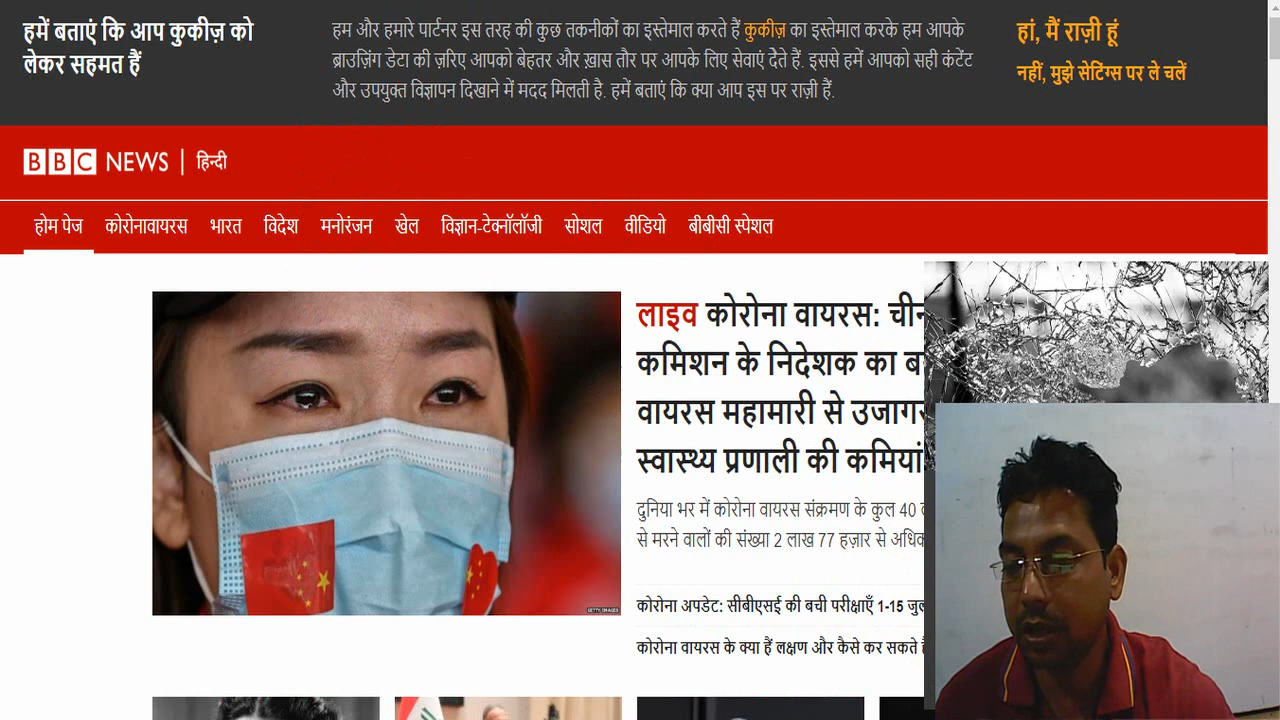 हमें बताएं कि आप कुकीज़ को
लेकर सहमत हैं
हम और हमारे पार्टनर इस तरह की कुछ तकनीकों का इस्तेमाल करते हैं कुकीज़ का इस्तेमाल करके हम आपके
ब्राउज़िंग डेटा की ज़रिए आपको बेहतर और ख़ास तौर पर आपके लिए सेवाएं देते हैं. इससे हमें आपको सही कंटेंट
और उपयुक्त विज्ञापन दिखाने में मदद मिलती है. हमें बताएं कि क्या आप इस पर राज़ी हैं.
हां, मैं राज़ी हूं
नहीं, मुझे सेटिंग्स पर ले चलें
BBC NEWS | हिन्दी
होम पेज कोरोनावायरस भारत विदेश मनोरंजन खेल विज्ञान-टेक्नॉलॉजी सोशल वीडियो बीबीसी स्पेशल
लाइव कोरोना वायरस: चीन
कमिशन के निदेशक का
वायरस महामारी से
स्वास्थ्य प्रणाली की कमियां
दुनिया भर में कोरोना वायरस संक्रमण के कुल 40
से मरने वालों की संख्या 2 लाख 77 हज़ार से
कोरोना अपडेट: सीबीएसई की बची परीक्षाएँ 1-15
कोरोना वायरस के क्या हैं लक्षण और कैसे कर सकते
GETTY IMAGES